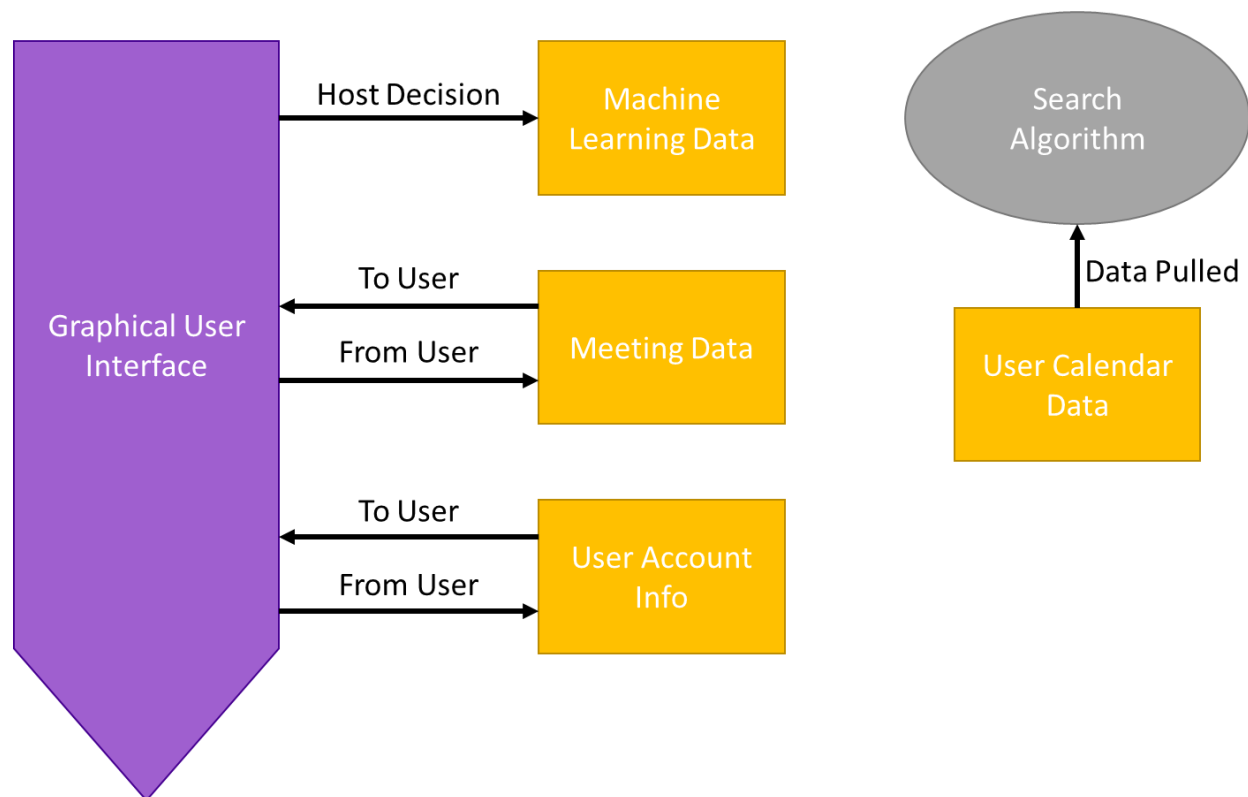 Host Decision
Machine
Learning Data
Search
Algorithm
To User
Data Pulled
Graphical User
Interface
From User
Meeting Data
User Calendar
Data
To User
From User
User Account
Info